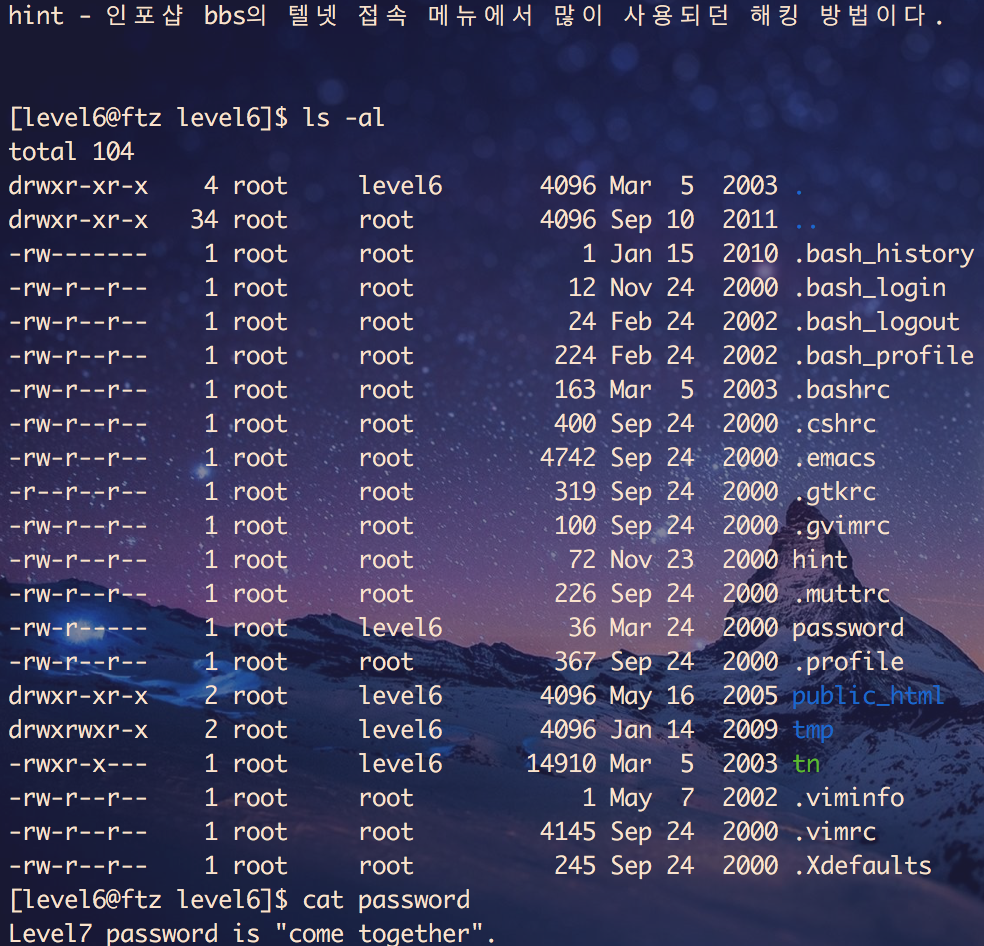 hint - 인포샵 bbs의 텔넷 접속 메뉴에서 많이 사용되던 해킹 방법이다.
[level6@ftz level6]$ ls -al
total 104
drwxr-xr-x    4 root     level6       4096 Mar  5  2003 .
drwxr-xr-x   34 root     root         4096 Sep 10  2011 ..
-rw-------    1 root     root            1 Jan 15  2010 .bash_history
-rw-r--r--    1 root     root           12 Nov 24  2000 .bash_login
-rw-r--r--    1 root     root           24 Feb 24  2002 .bash_logout
-rw-r--r--    1 root     root          224 Feb 24  2002 .bash_profile
-rw-r--r--    1 root     root          163 Mar  5  2003 .bashrc
-rw-r--r--    1 root     root          400 Sep 24  2000 .cshrc
-rw-r--r--    1 root     root         4742 Sep 24  2000 .emacs
-r--r--r--    1 root     root          319 Sep 24  2000 .gtkrc
-rw-r--r--    1 root     root          100 Sep 24  2000 .gvimrc
-rw-r--r--    1 root     root           72 Nov 23  2000 hint
-rw-r--r--    1 root     root          226 Sep 24  2000 .muttrc
-rw-r-----    1 root     level6         36 Mar 24  2000 password
-rw-r--r--    1 root     root          367 Sep 24  2000 .profile
drwxr-xr-x    2 root     level6       4096 May 16  2005 public_html
drwxrwxr-x    2 root     level6       4096 Jan 14  2009 tmp
-rwxr-x---    1 root     level6      14910 Mar  5  2003 tn
-rw-r--r--    1 root     root            1 May  7  2002 .viminfo
-rw-r--r--    1 root     root         4145 Sep 24  2000 .vimrc
-rw-r--r--    1 root     root          245 Sep 24  2000 .Xdefaults
[level6@ftz level6]$ cat password
Level7 password is "come together".